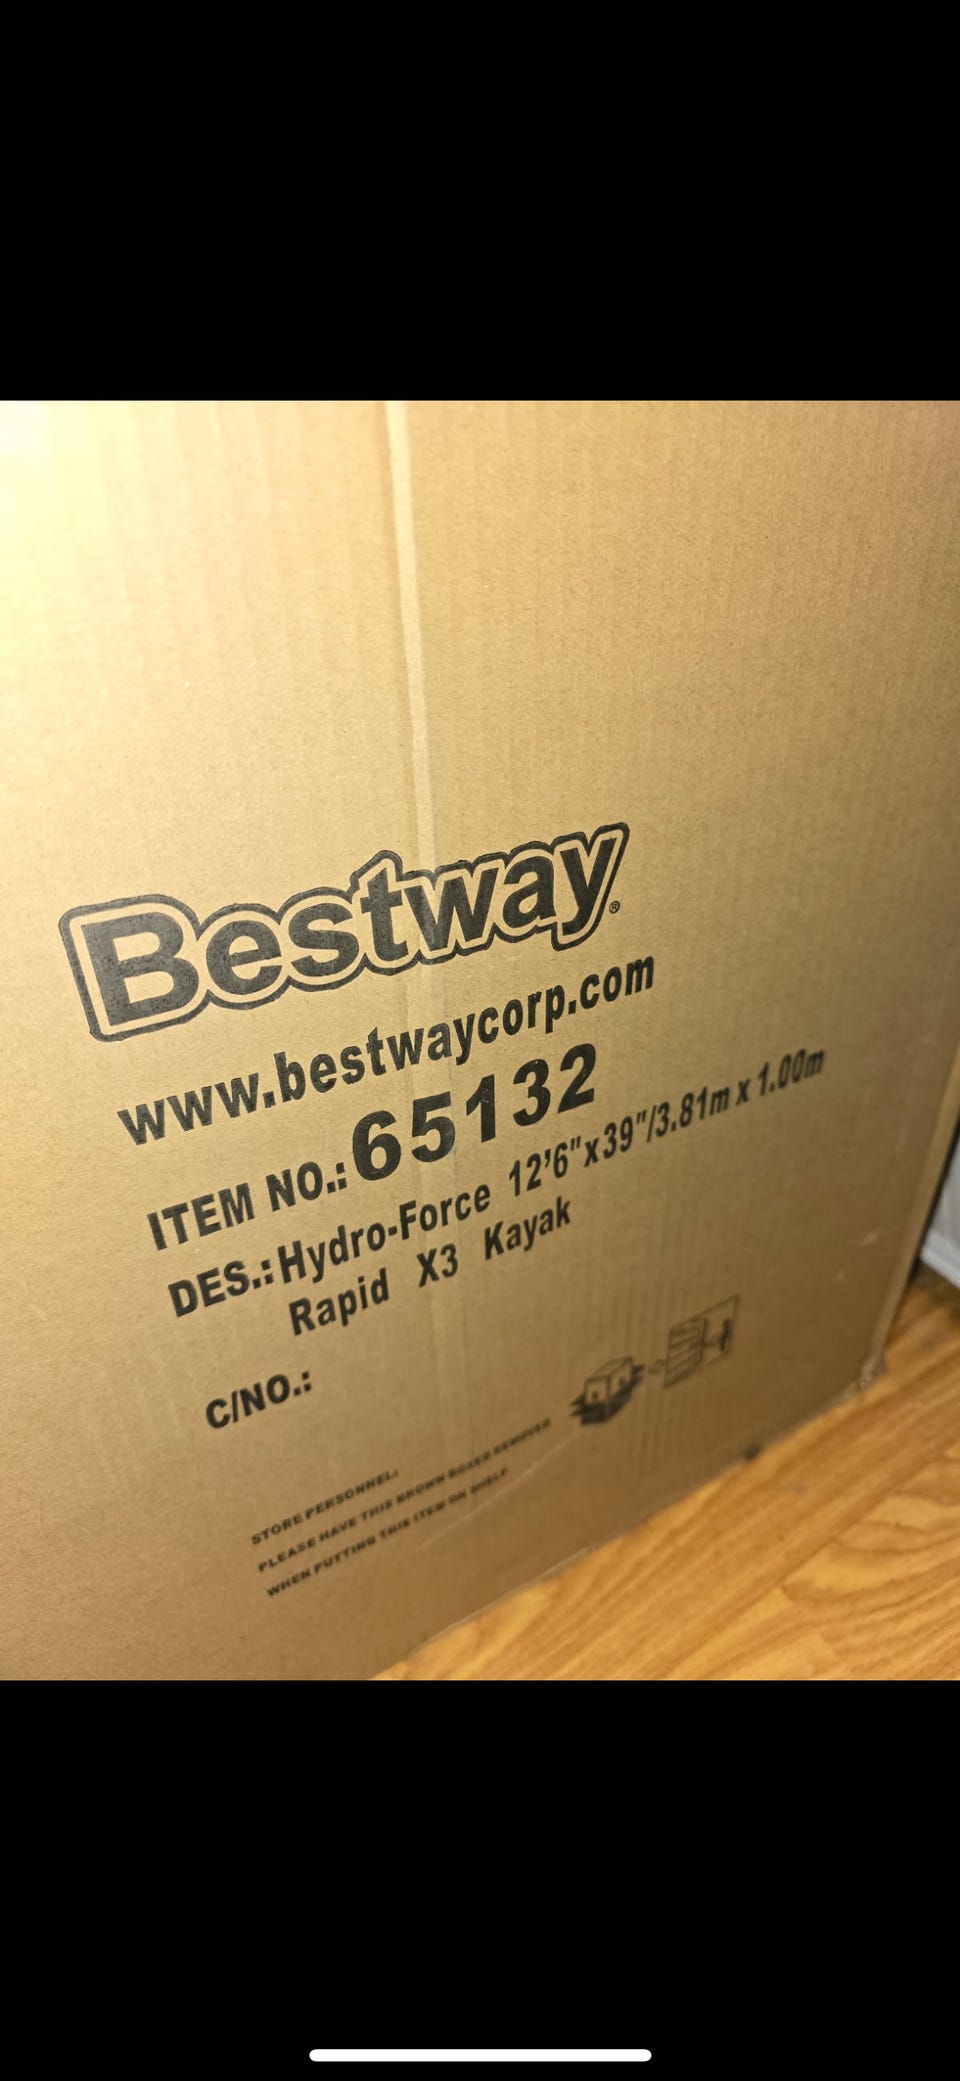 Bestway®
www.bestwaycorp.com
ITEM NO.: 65132
DES.: Hydro-Force 12'6"x39"/3.81m x 1.00m
Rapid X3 Kayak
C/NO.:
STORE PERSONNEL:
PLEASE HAVE THIS BROWN BOXED REMOVED
WHEN PUTTING THIS ITEM ON SHELF